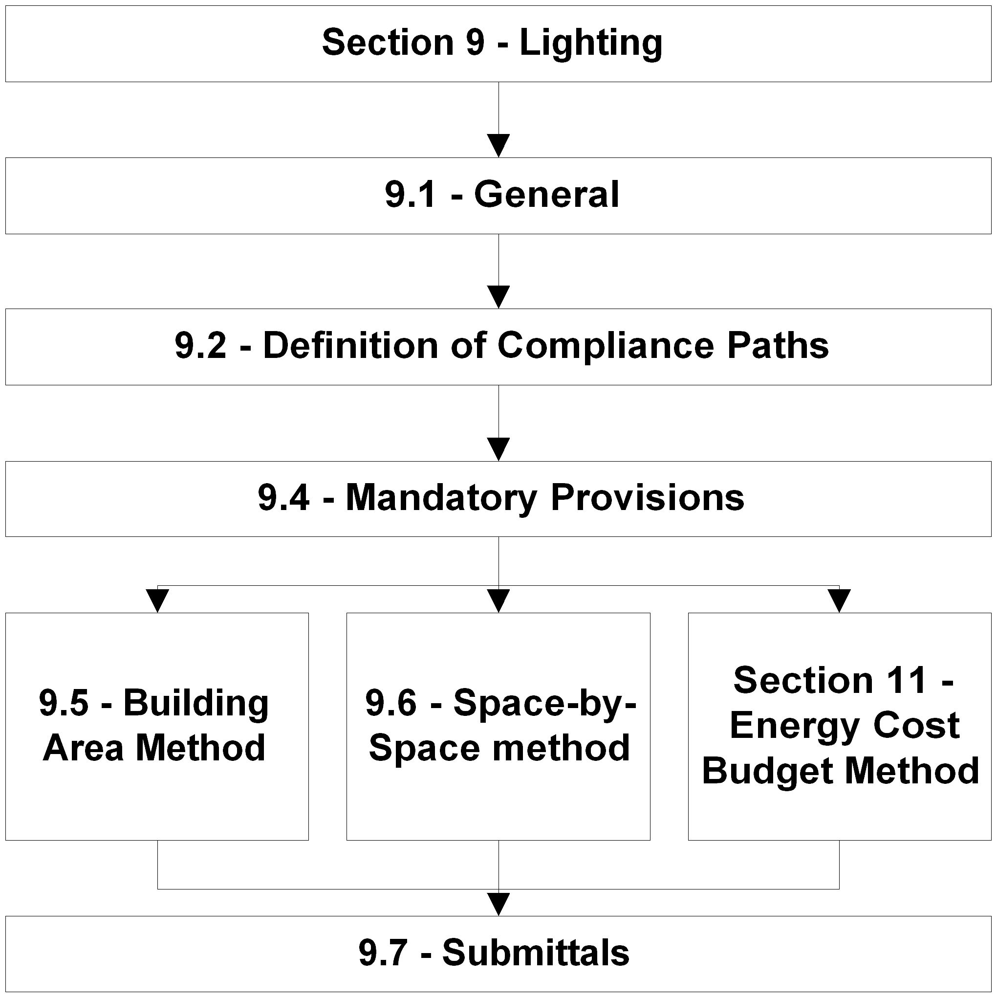 Section 9 - Lighting
9.1 - General
9.2 - Definition of Compliance Paths
9.4 - Mandatory Provisions
9.5 - Building
Area Method
9.6 - Space-by-
Space method
Section 11 -
Energy Cost
Budget Method
9.7 - Submittals